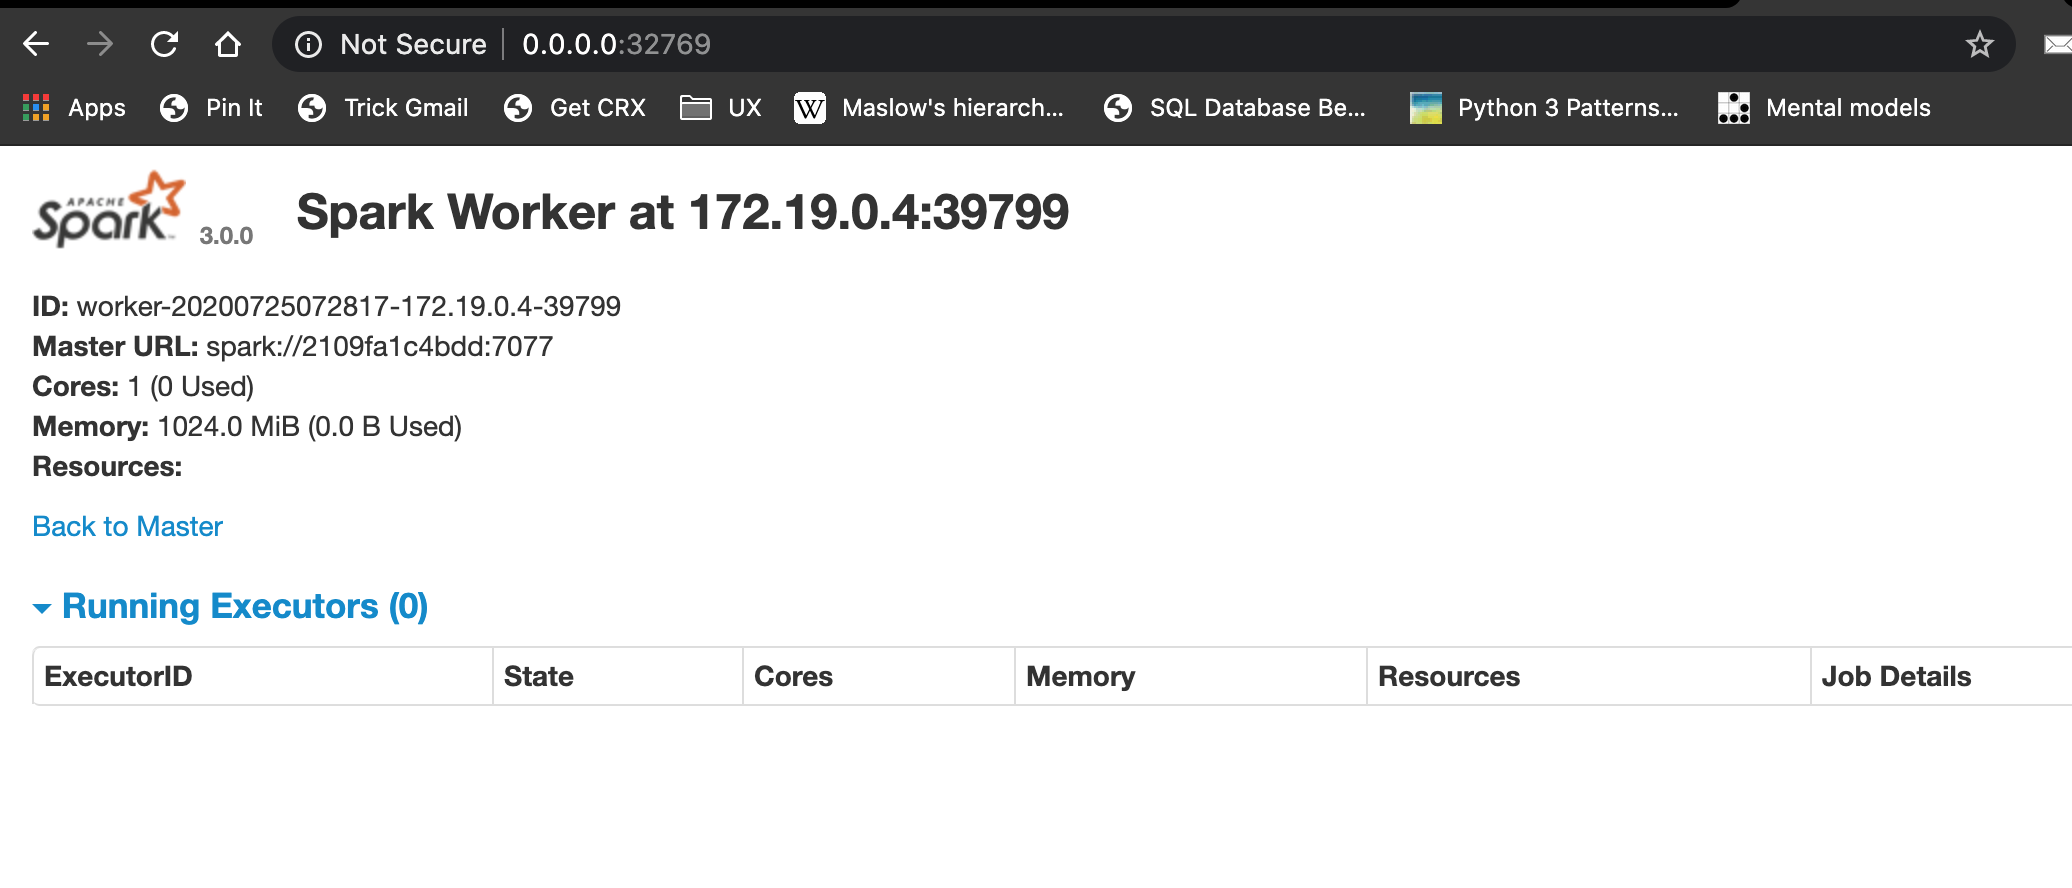 Not Secure 0.0.0.0:32769
Apps Pin It Trick Gmail Get CRX UX W Maslow's hierarch... SQL Database Be... Python 3 Patterns... Mental models
APACHE Spark™ 3.0.0 Spark Worker at 172.19.0.4:39799
ID: worker-20200725072817-172.19.0.4-39799
Master URL: spark://2109fa1c4bdd:7077
Cores: 1 (0 Used)
Memory: 1024.0 MiB (0.0 B Used)
Resources:
Back to Master
Running Executors (0)
ExecutorID State Cores Memory Resources Job Details